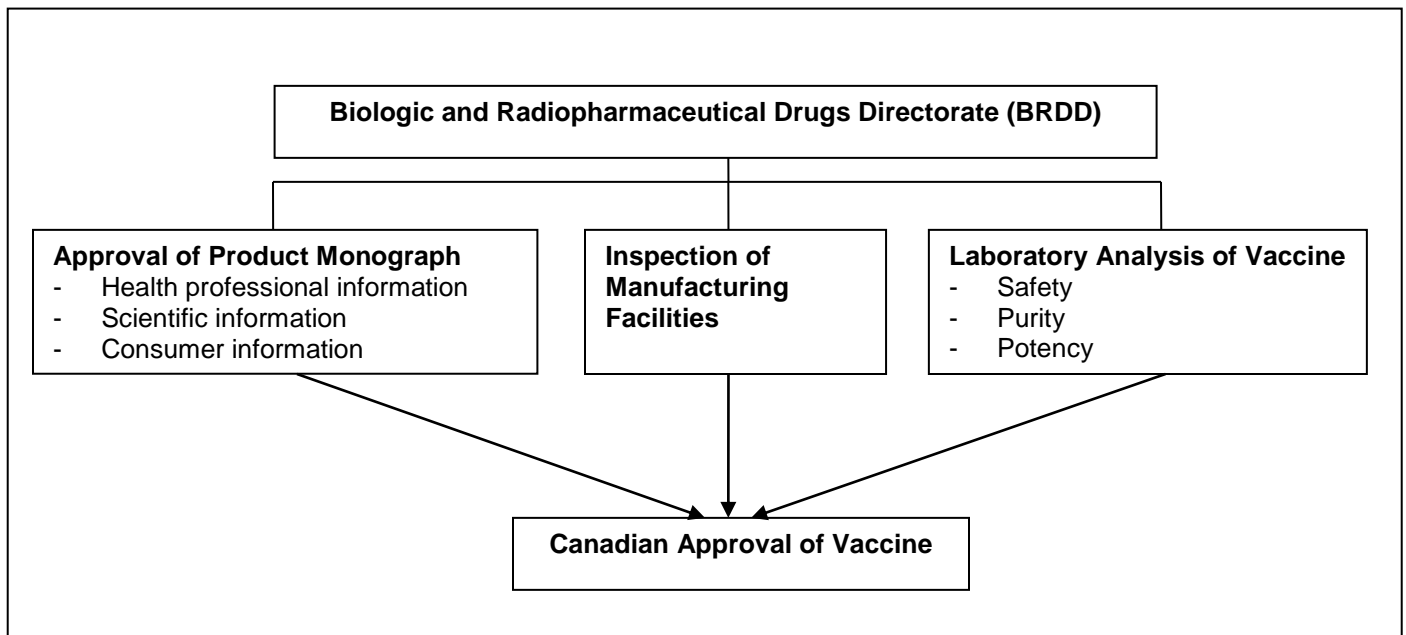 Biologic and Radiopharmaceutical Drugs Directorate (BRDD)
Approval of Product Monograph
- Health professional information
- Scientific information
- Consumer information
Inspection of
Manufacturing
Facilities
Laboratory Analysis of Vaccine
- Safety
- Purity
- Potency
Canadian Approval of Vaccine